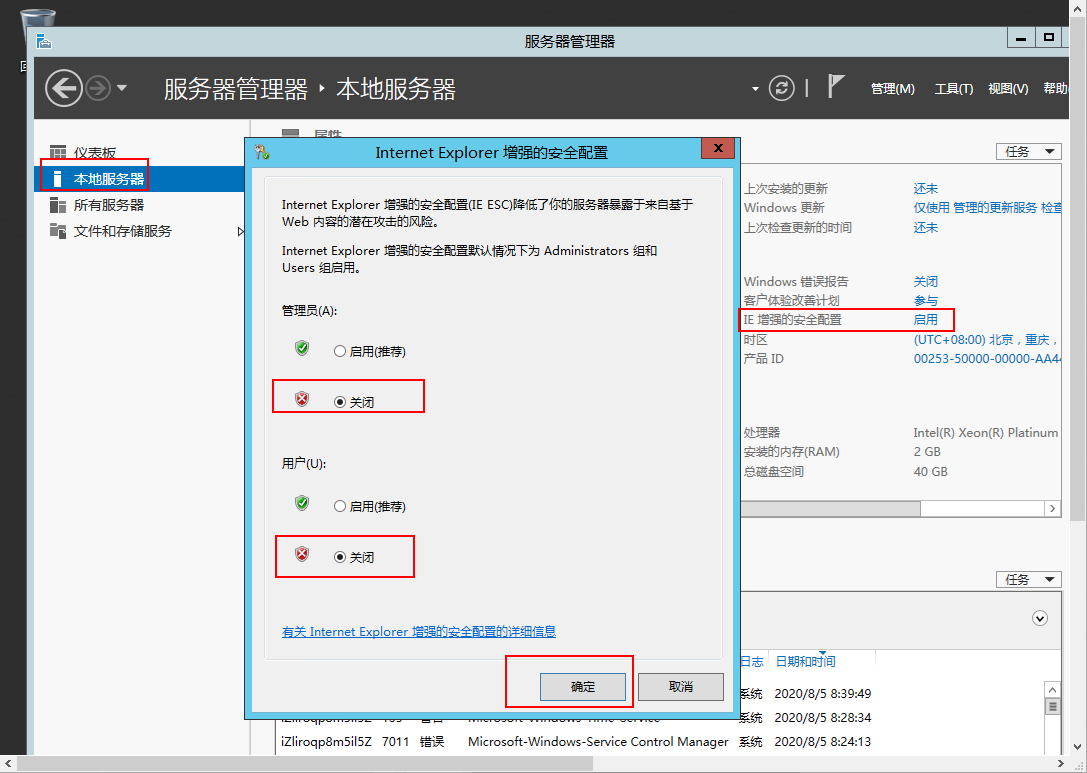 服务器管理器
服务器管理器 ‣ 本地服务器
管理(M) 工具(T) 视图(V) 帮助
仪表板
本地服务器
所有服务器
文件和存储服务
属性
任务
Internet Explorer 增强的安全配置
Internet Explorer 增强的安全配置(IE ESC)降低了你的服务器暴露于来自基于
Web 内容的潜在攻击的风险。
Internet Explorer 增强的安全配置默认情况下为 Administrators 组和
Users 组启用。
管理员(A):
启用(推荐)
关闭
用户(U):
启用(推荐)
关闭
有关 Internet Explorer 增强的安全配置的详细信息
确定 取消
上次安装的更新 还未
Windows 更新 仅使用 管理的更新服务 检查
上次检查更新的时间 还未
Windows 错误报告 关闭
客户体验改善计划 参与
IE 增强的安全配置 启用
时区 (UTC+08:00) 北京，重庆，
产品 ID 00253-50000-00000-AA44
处理器 Intel(R) Xeon(R) Platinum
安装的内存(RAM) 2 GB
总磁盘空间 40 GB
任务
日志 日期和时间
系统 2020/8/5 8:39:49
系统 2020/8/5 8:28:34
iZliroqp8m5il5Z 7011 错误 Microsoft-Windows-Service Control Manager 系统 2020/8/5 8:24:13